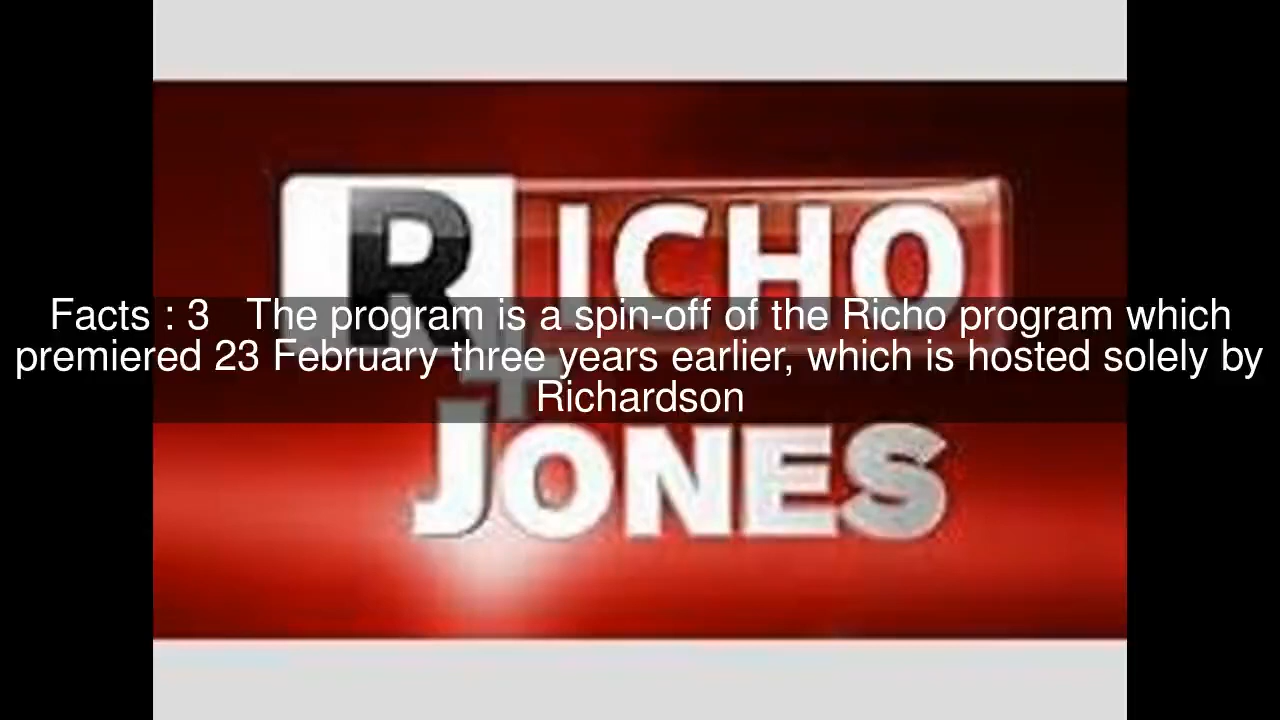 RICHO
Facts : 3 The program is a spin-off of the Richo program which
premiered 23 February three years earlier, which is hosted solely by
Richardson
+
JONES